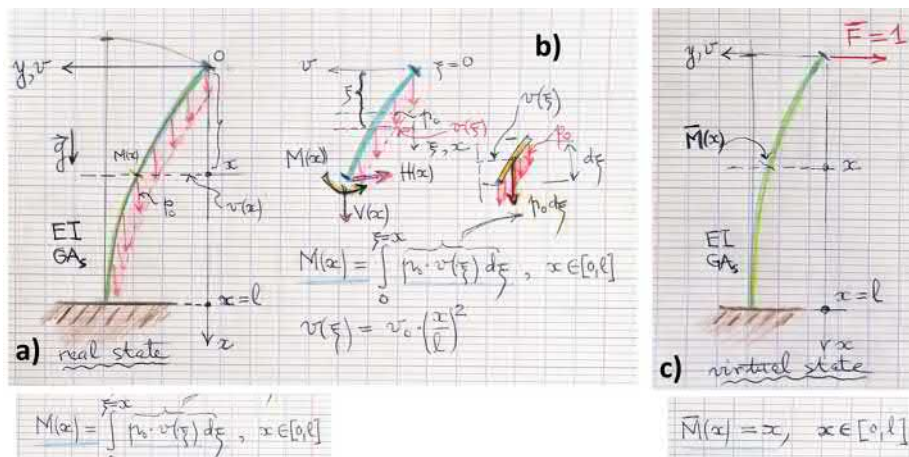 b)
O
F̄ = 1
y, v
v
ξ = 0
y, v
ξ
v(ξ)
p₀
p₀
v(ξ)
dξ
g⃗
M(x)
x
ξ, x
M(x)
H(x)
M̄(x)
x
p₀
v(x)
V(x)
p₀ dξ
EI
GAₛ
ξ=x
M(x) = ∫ p₀ · v(ξ) dξ , x ∈ [0, l]
0
EI
GAₛ
x = l
v(ξ) = v₀ · (x/l)²
x = l
a) real state
x
c) virtual state
x
ξ=x
M(x) = ∫ p₀ · v(ξ) dξ , x ∈ [0, l]
M̄(x) = x, x ∈ [0, l]